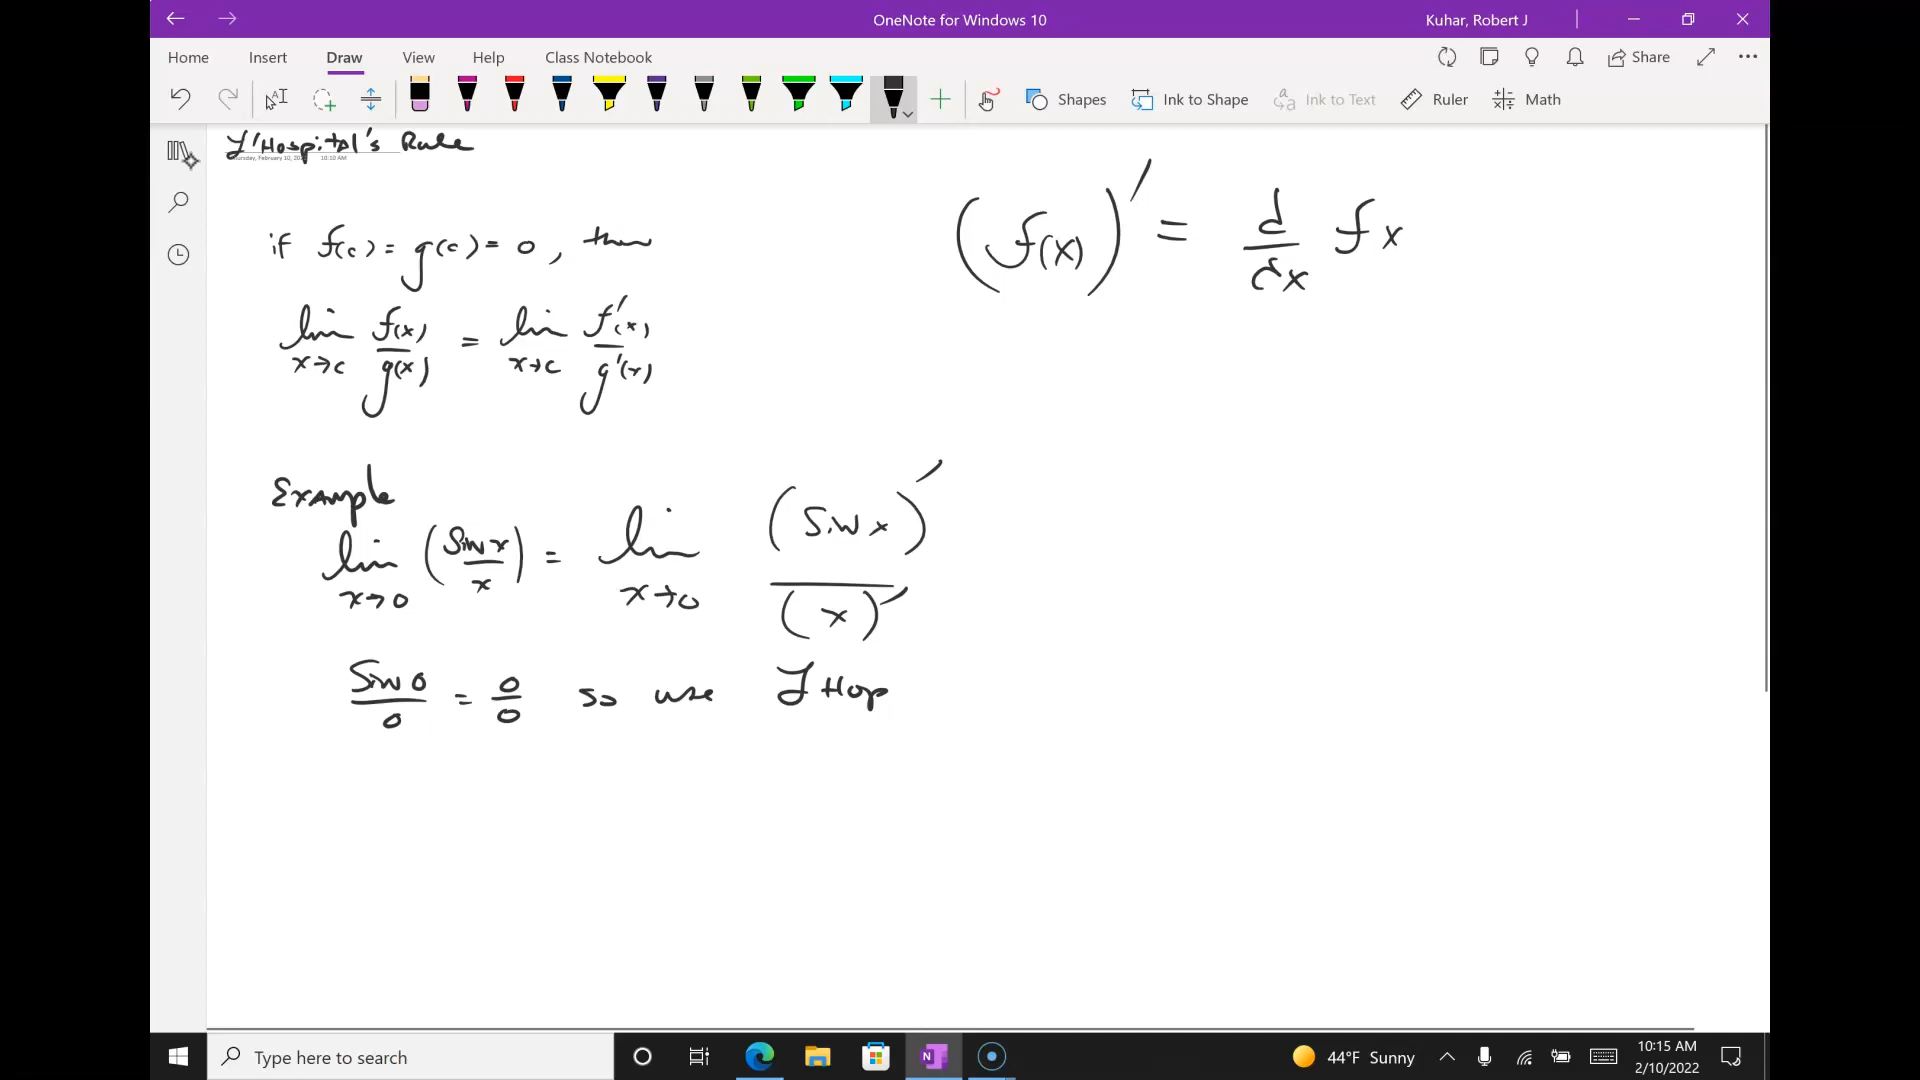 OneNote for Windows 10
Kuhar, Robert J
Home Insert Draw View Help Class Notebook
Share
Shapes Ink to Shape Ink to Text Ruler Math
L'Hospital's Rule
10:10 AM
if f(c) = g(c) = 0, then
lim x→c f(x)/g(x) = lim x→c f'(x)/g'(x)
(f(x))' = d/dx f x
Example
lim x→0 (Sin x/x) = lim x→0 (Sin x)'/(x)'
Sin 0/0 = 0/0 so use L'Hop
Type here to search
44°F Sunny
10:15 AM
2/10/2022